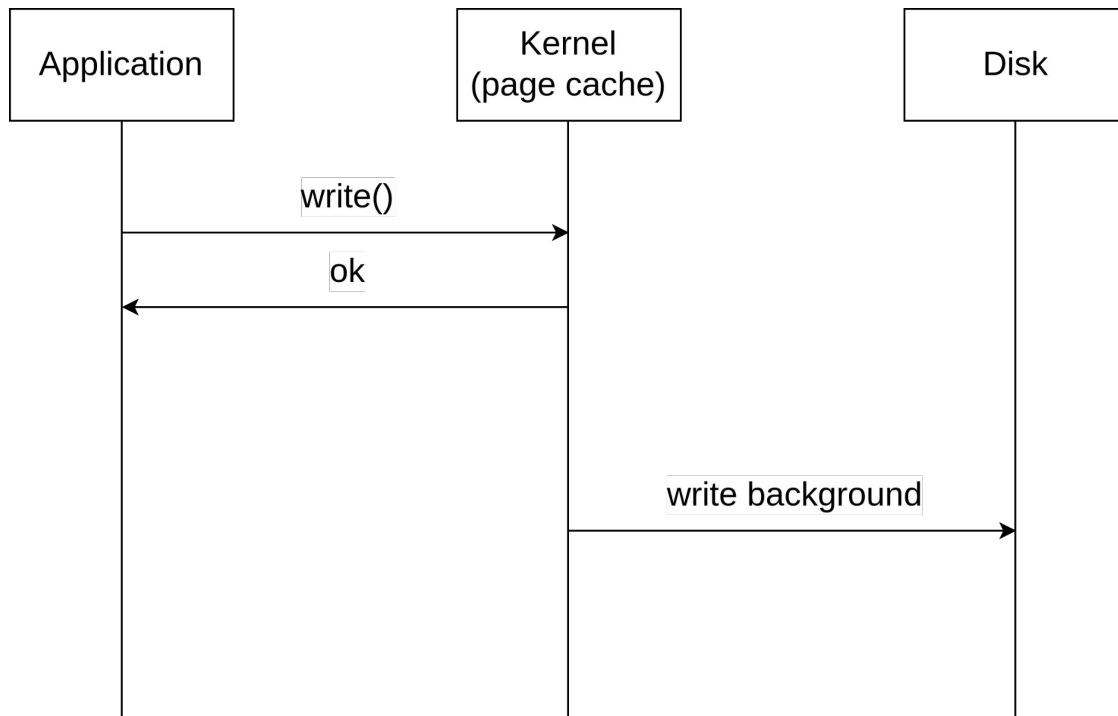 Application
Kernel
(page cache)
Disk
write()
ok
write background